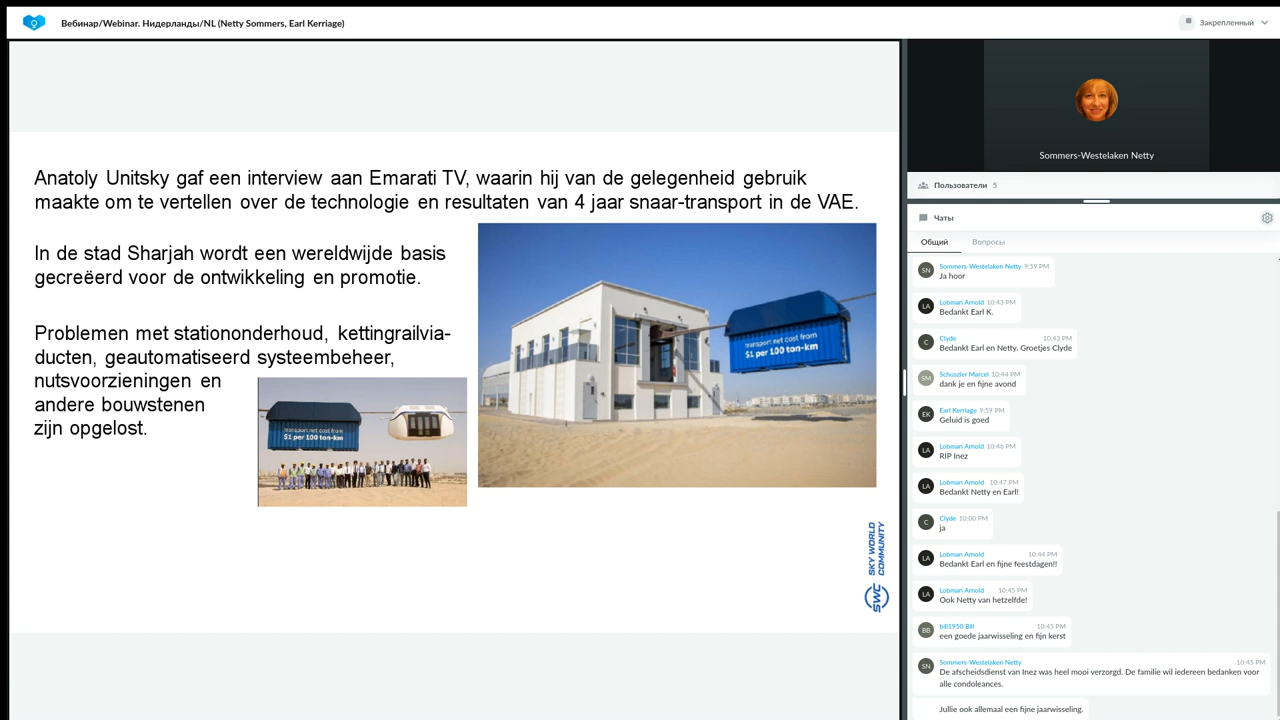 Вебинар/Webinar. Нидерланды/NL (Netty Sommers, Earl Kerriage)
Закрепленный
Anatoly Unitsky gaf een interview aan Emarati TV, waarin hij van de gelegenheid gebruik
maakte om te vertellen over de technologie en resultaten van 4 jaar snaar-transport in de VAE.
In de stad Sharjah wordt een wereldwijde basis
gecreëerd voor de ontwikkeling en promotie.
Problemen met stationonderhoud, kettingrailvia-
ducten, geautomatiseerd systeembeheer,
nutsvoorzieningen en
andere bouwstenen
zijn opgelost.
transport net cost from
$1 per 100 ton-km
transport net cost from
$1 per 100 ton-km
SKY WORLD
COMMUNITY
SWC
Sommers-Westelaken Netty
Пользователи 5
Чаты
Общий Вопросы
SN Sommers-Westelaken Netty 9:59 PM
Ja hoor
LA Lobman Arnold 10:43 PM
Bedankt Earl K.
C Clyde 10:43 PM
Bedankt Earl en Netty. Groetjes Clyde
SM Schuszler Marcel 10:44 PM
dank je en fijne avond
EK Earl Kerriage 9:59 PM
Geluid is goed
LA Lobman Arnold 10:46 PM
RIP Inez
LA Lobman Arnold 10:47 PM
Bedankt Netty en Earl!
C Clyde 10:00 PM
ja
LA Lobman Arnold 10:44 PM
Bedankt Earl en fijne feestdagen!!
LA Lobman Arnold 10:45 PM
Ook Netty van hetzelfde!
BB bill1950 Bill 10:45 PM
een goede jaarwisseling en fijn kerst
SN Sommers-Westelaken Netty 10:45 PM
De afscheidsdienst van Inez was heel mooi verzorgd. De familie wil iedereen bedanken voor
alle condoleances.
Jullie ook allemaal een fijne jaarwisseling.